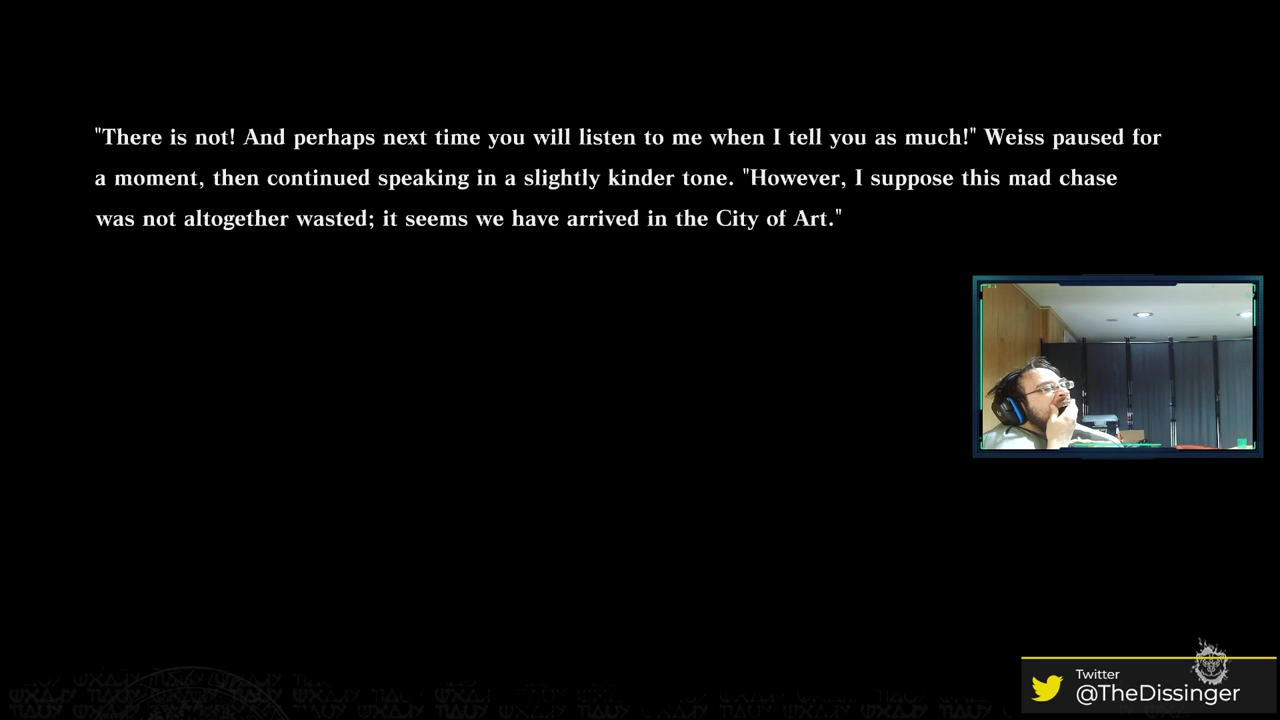 "There is not! And perhaps next time you will listen to me when I tell you as much!" Weiss paused for
a moment, then continued speaking in a slightly kinder tone. "However, I suppose this mad chase
was not altogether wasted; it seems we have arrived in the City of Art."
Twitter
@TheDissinger